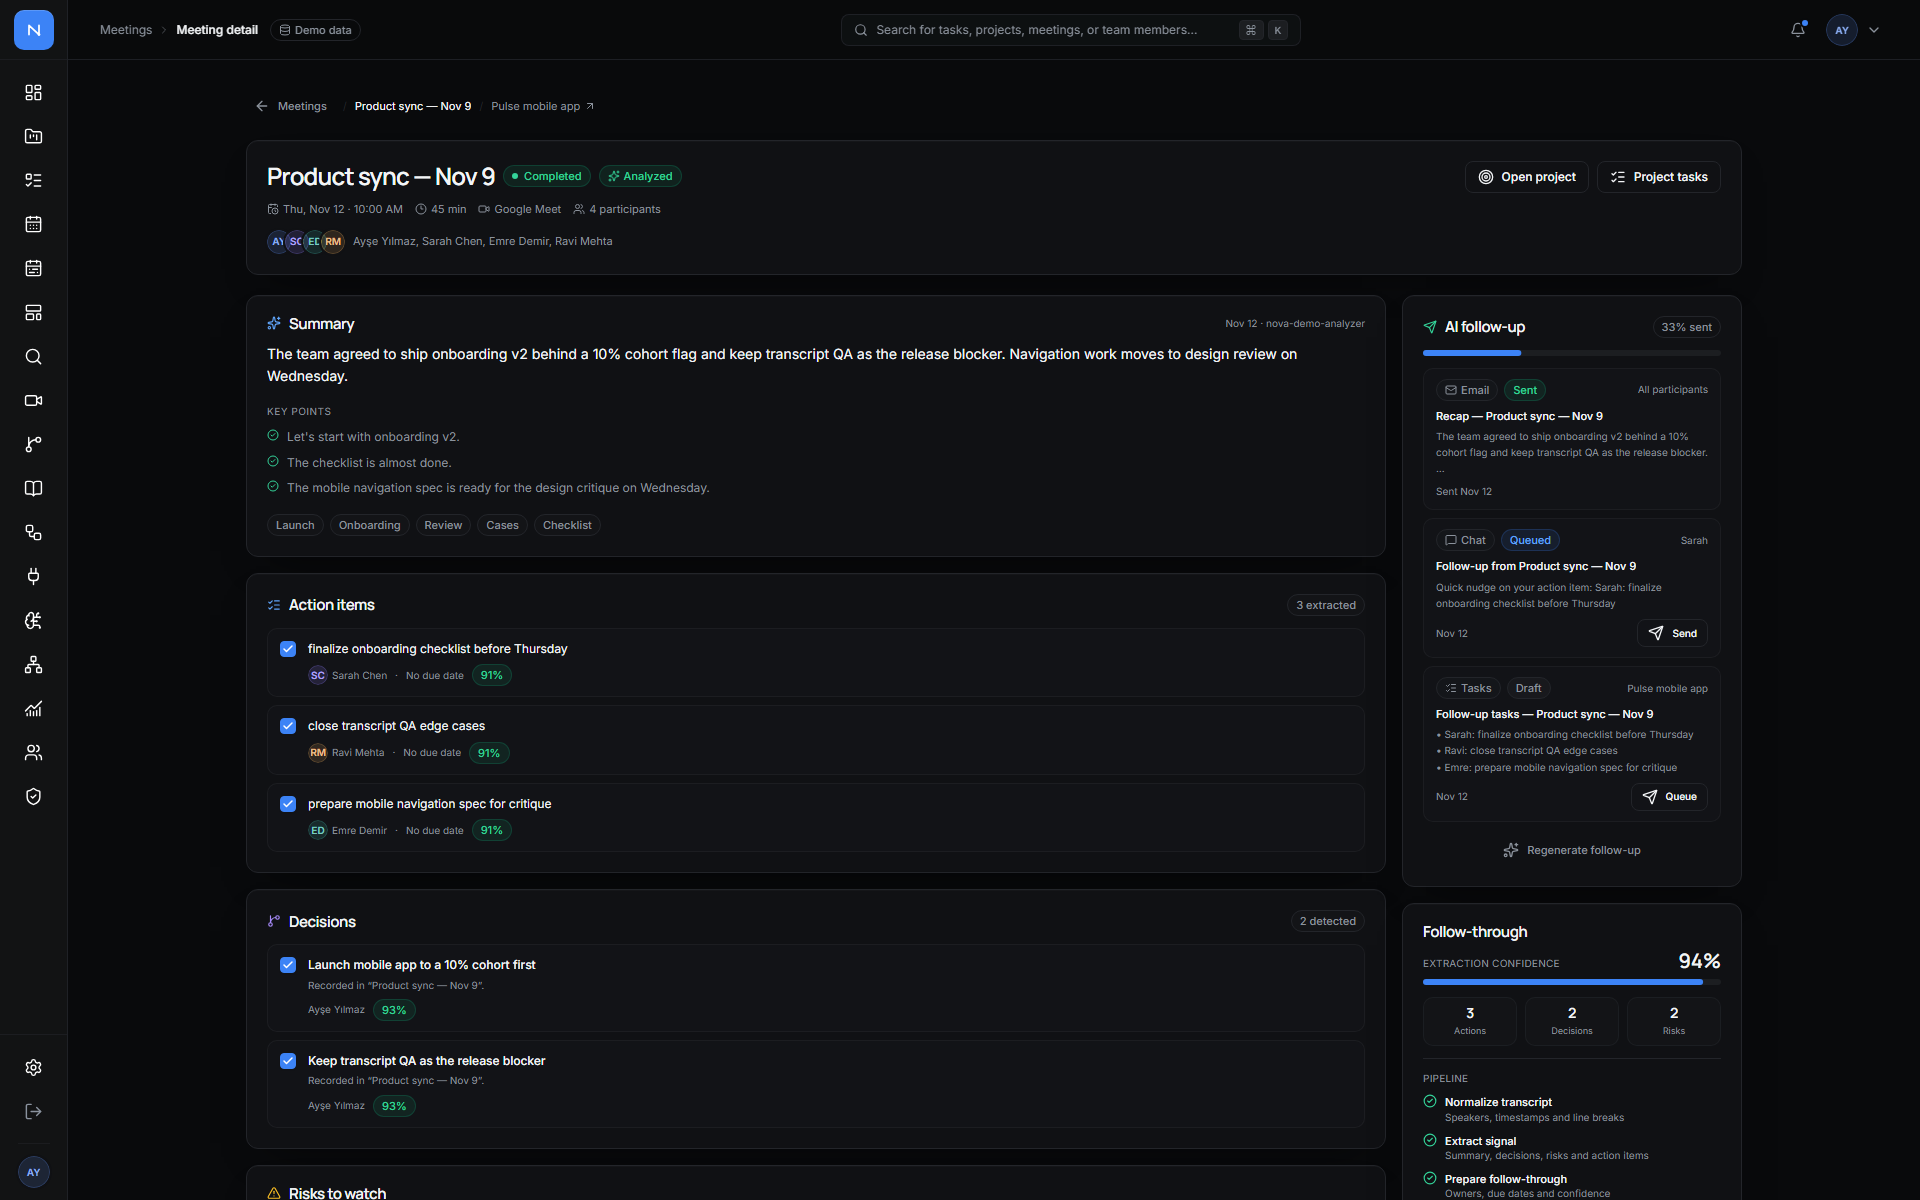 N
Meetings
Meeting detail
Demo data
Search for tasks, projects, meetings, or team members...
⌘ K
AY
Meetings / Product sync — Nov 9 / Pulse mobile app
Product sync — Nov 9
Completed
Analyzed
Open project
Project tasks
Thu, Nov 12 · 10:00 AM
45 min
Google Meet
4 participants
AY SC ED RM
Ayşe Yılmaz, Sarah Chen, Emre Demir, Ravi Mehta
Summary
Nov 12 · nova-demo-analyzer
The team agreed to ship onboarding v2 behind a 10% cohort flag and keep transcript QA as the release blocker. Navigation work moves to design review on
Wednesday.
KEY POINTS
Let's start with onboarding v2.
The checklist is almost done.
The mobile navigation spec is ready for the design critique on Wednesday.
Launch
Onboarding
Review
Cases
Checklist
Action items
3 extracted
finalize onboarding checklist before Thursday
SC Sarah Chen · No due date 91%
close transcript QA edge cases
RM Ravi Mehta · No due date 91%
prepare mobile navigation spec for critique
ED Emre Demir · No due date 91%
Decisions
2 detected
Launch mobile app to a 10% cohort first
Recorded in “Product sync — Nov 9”.
Ayşe Yılmaz 93%
Keep transcript QA as the release blocker
Recorded in “Product sync — Nov 9”.
Ayşe Yılmaz 93%
Risks to watch
AI follow-up
33% sent
Email
Sent
All participants
Recap — Product sync — Nov 9
The team agreed to ship onboarding v2 behind a 10%
cohort flag and keep transcript QA as the release blocker.
...
Sent Nov 12
Chat
Queued
Sarah
Follow-up from Product sync — Nov 9
Quick nudge on your action item: Sarah: finalize
onboarding checklist before Thursday
Nov 12
Send
Tasks
Draft
Pulse mobile app
Follow-up tasks — Product sync — Nov 9
• Sarah: finalize onboarding checklist before Thursday
• Ravi: close transcript QA edge cases
• Emre: prepare mobile navigation spec for critique
Nov 12
Queue
Regenerate follow-up
Follow-through
EXTRACTION CONFIDENCE
94%
3
Actions
2
Decisions
2
Risks
PIPELINE
Normalize transcript
Speakers, timestamps and line breaks
Extract signal
Summary, decisions, risks and action items
Prepare follow-through
Owners, due dates and confidence
AY